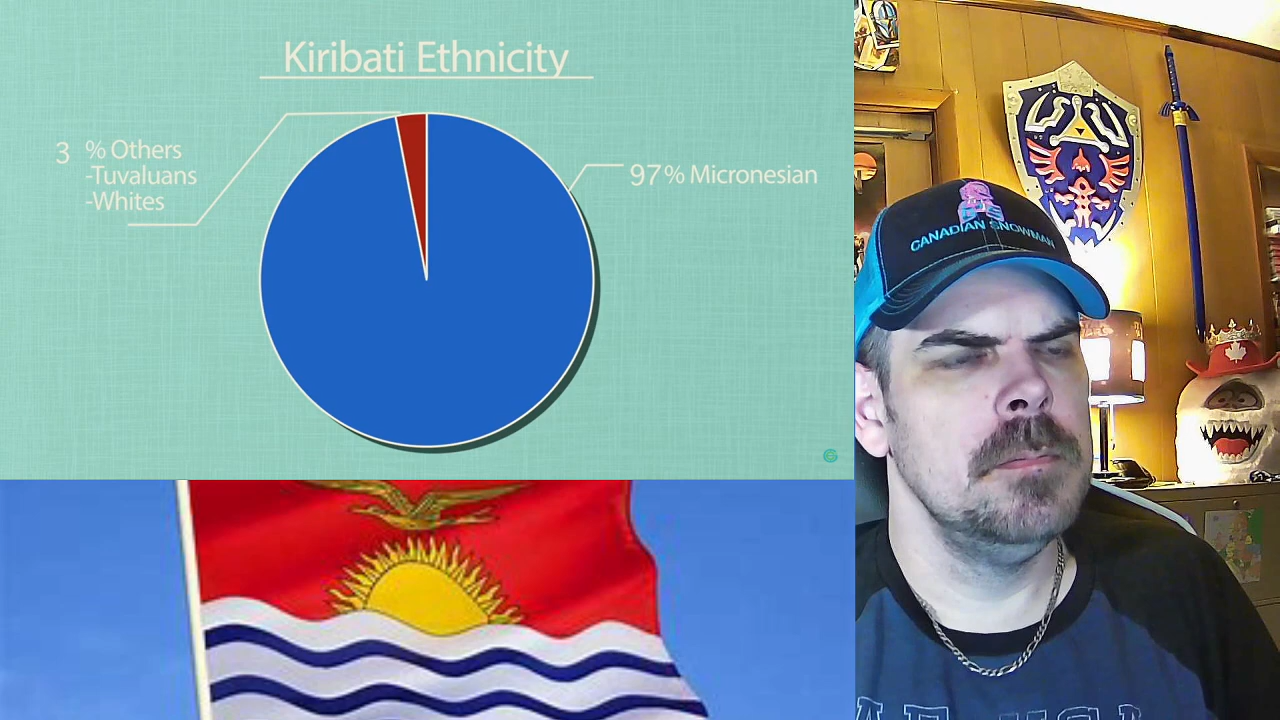 Kiribati Ethnicity
3 % Others
-Tuvaluans
-Whites
97% Micronesian
CANADIAN SNOWMAN